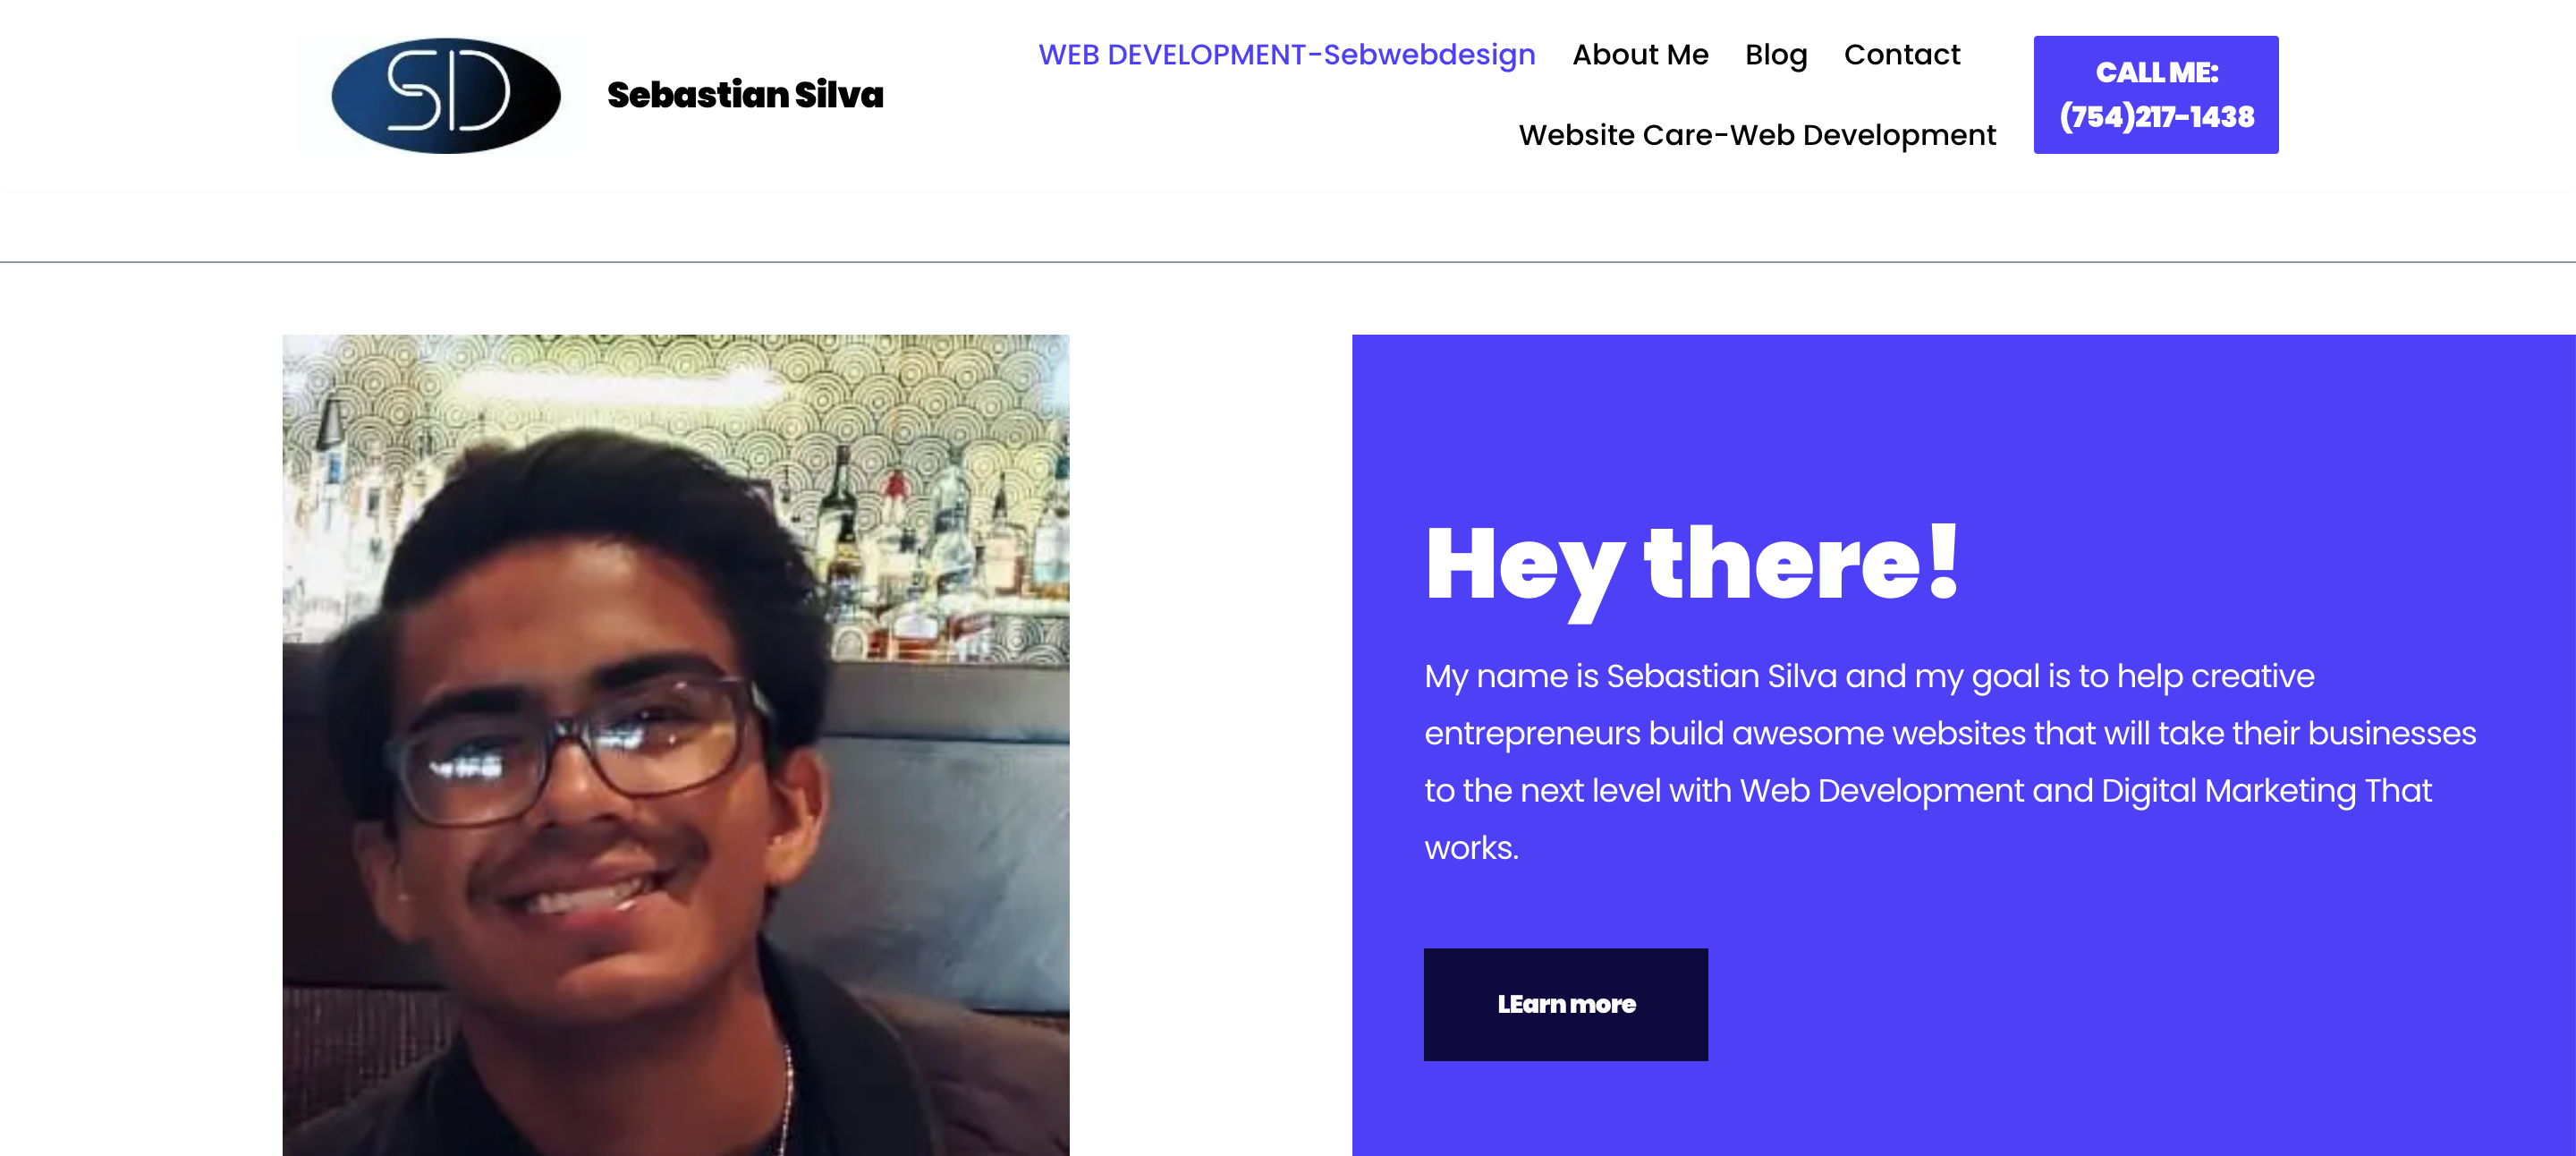 SD
Sebastian Silva
WEB DEVELOPMENT-Sebwebdesign About Me Blog Contact
Website Care-Web Development
CALL ME:
(754)217-1438
Hey there!
My name is Sebastian Silva and my goal is to help creative
entrepreneurs build awesome websites that will take their businesses
to the next level with Web Development and Digital Marketing That
works.
LEarn more